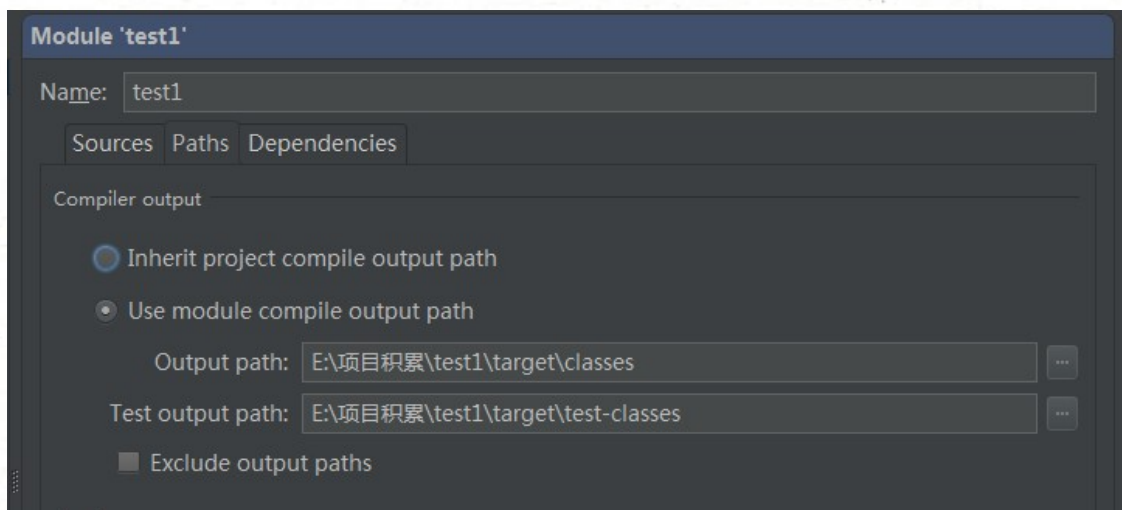 Module 'test1'
Name: test1
Sources Paths Dependencies
Compiler output
Inherit project compile output path
Use module compile output path
Output path: E:\项目积累\test1\target\classes ...
Test output path: E:\项目积累\test1\target\test-classes ...
Exclude output paths